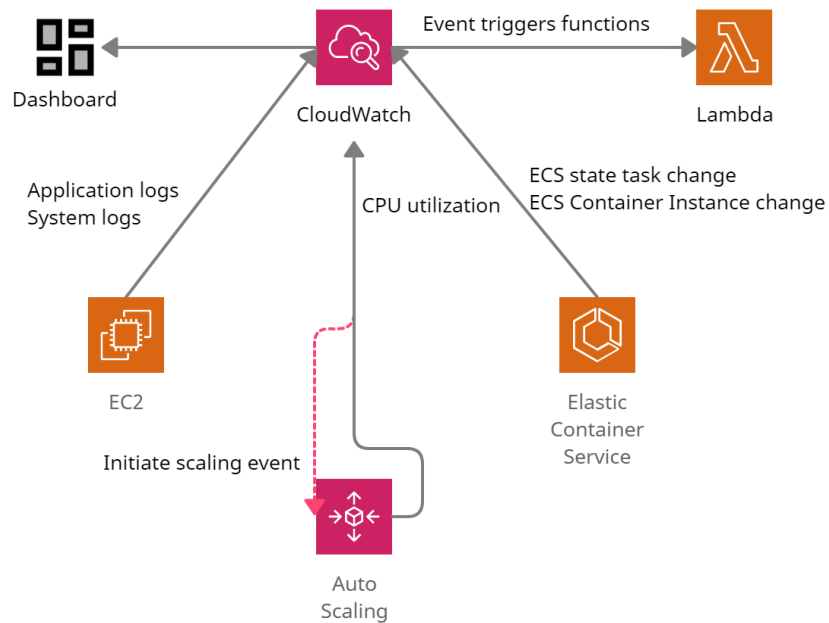 Event triggers functions
Dashboard
CloudWatch
Lambda
Application logs
System logs
CPU utilization
ECS state task change
ECS Container Instance change
EC2
Elastic
Container
Service
Initiate scaling event
Auto
Scaling